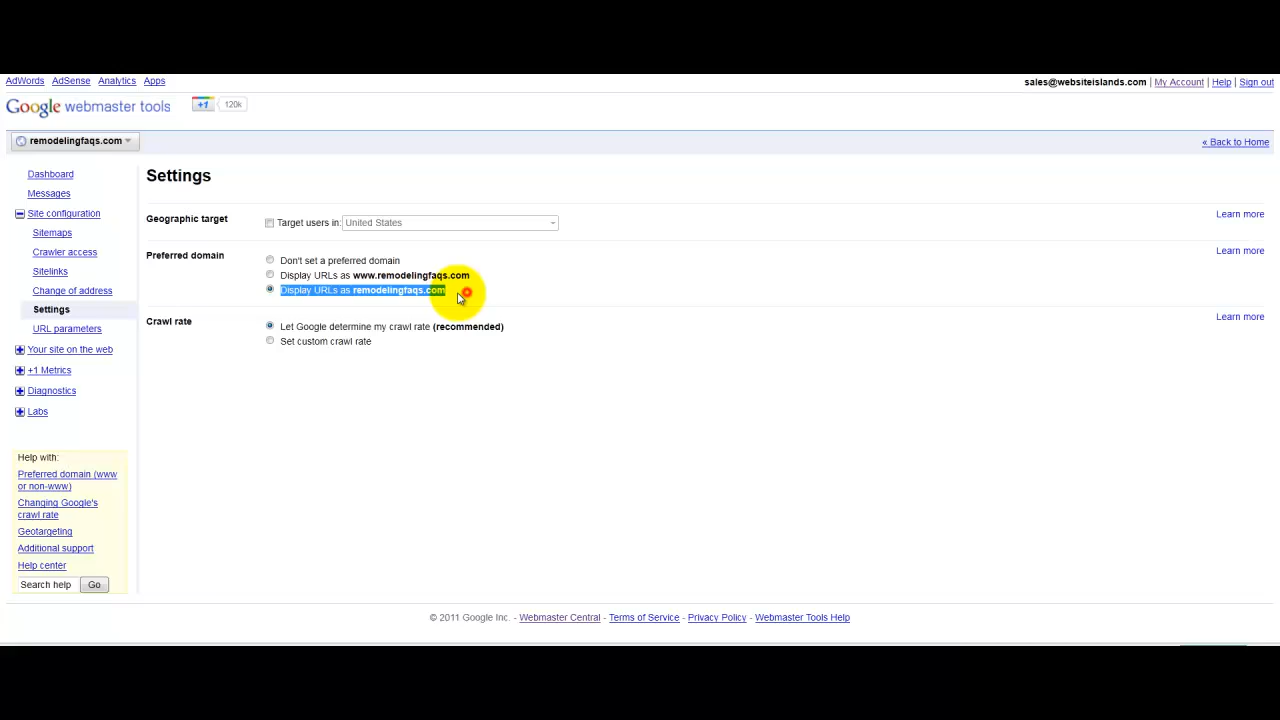 AdWords AdSense Analytics Apps
sales@websiteislands.com | My Account | Help | Sign out
Google webmaster tools +1 120k
remodelingfaqs.com
« Back to Home
Dashboard
Messages
Site configuration
Sitemaps
Crawler access
Sitelinks
Change of address
Settings
URL parameters
Your site on the web
+1 Metrics
Diagnostics
Labs
Help with:
Preferred domain (www
or non-www)
Changing Google's
crawl rate
Geotargeting
Additional support
Help center
Search help Go
Settings
Geographic target
Target users in: United States
Learn more
Preferred domain
Don't set a preferred domain
Display URLs as www.remodelingfaqs.com
Display URLs as remodelingfaqs.com
Learn more
Crawl rate
Let Google determine my crawl rate (recommended)
Set custom crawl rate
Learn more
© 2011 Google Inc. - Webmaster Central - Terms of Service - Privacy Policy - Webmaster Tools Help